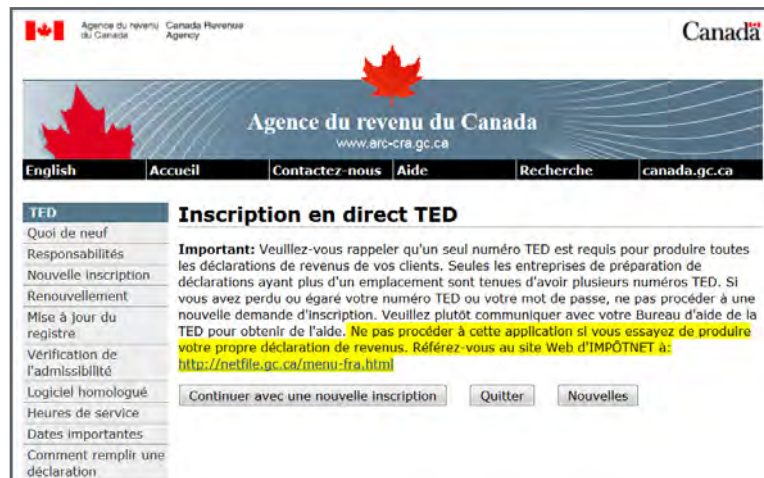 Agence du revenu Canada Revenue
du Canada Agency
Canada
Agence du revenu du Canada
www.arc-cra.gc.ca
English Accueil Contactez-nous Aide Recherche canada.gc.ca
TED
Quoi de neuf
Responsabilités
Nouvelle inscription
Renouvellement
Mise à jour du
registre
Vérification de
l'admissibilité
Logiciel homologué
Heures de service
Dates importantes
Comment remplir une
déclaration
Inscription en direct TED
Important: Veuillez-vous rappeler qu'un seul numéro TED est requis pour produire toutes
les déclarations de revenus de vos clients. Seules les entreprises de préparation de
déclarations ayant plus d'un emplacement sont tenues d'avoir plusieurs numéros TED. Si
vous avez perdu ou égaré votre numéro TED ou votre mot de passe, ne pas procéder à une
nouvelle demande d'inscription. Veuillez plutôt communiquer avec votre Bureau d'aide de la
TED pour obtenir de l'aide. Ne pas procéder à cette application si vous essayez de produire
votre propre déclaration de revenus. Référez-vous au site Web d'IMPÔTNET à:
http://netfile.gc.ca/menu-fra.html
Continuer avec une nouvelle inscription Quitter Nouvelles